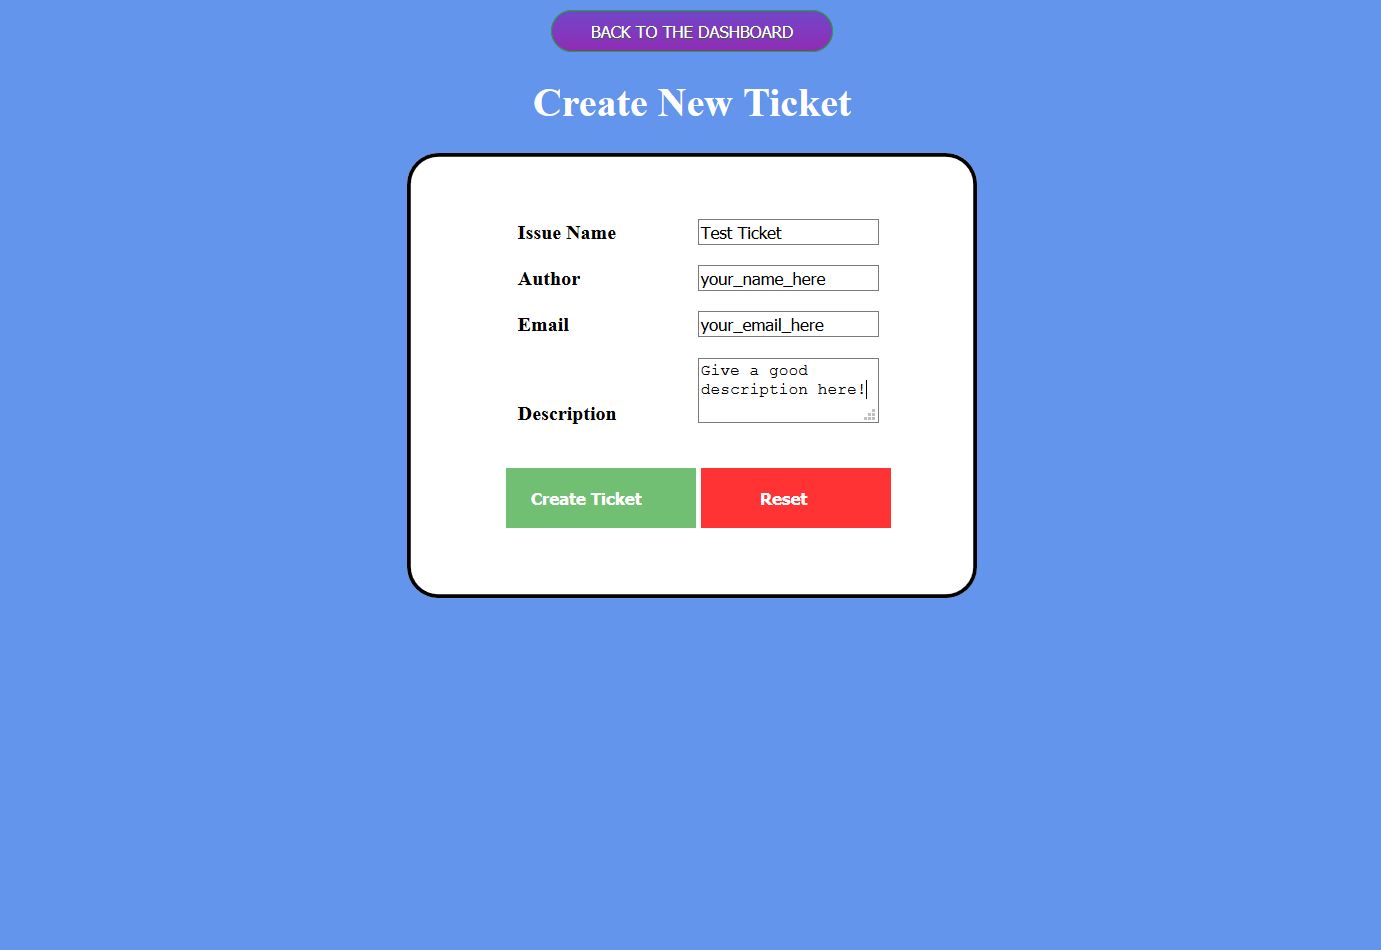 BACK TO THE DASHBOARD
Create New Ticket
Issue Name Test Ticket
Author your_name_here
Email your_email_here
Give a good
description here!
Description
Create Ticket Reset